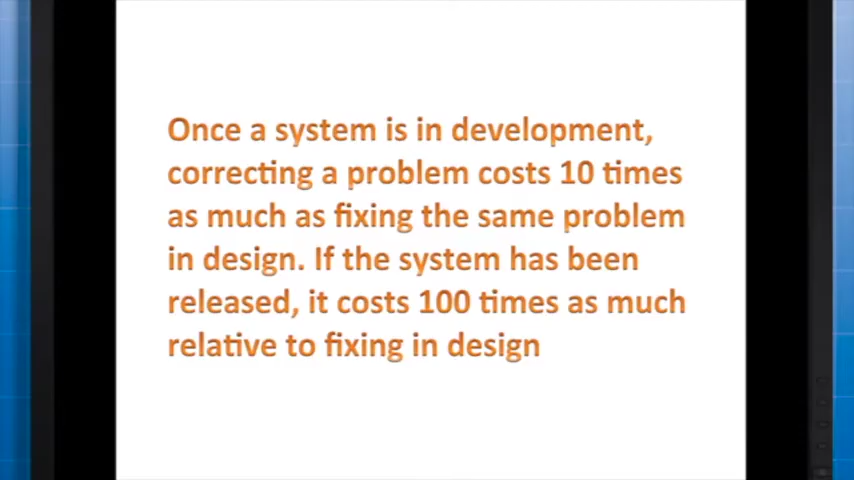 Once a system is in development,
correcting a problem costs 10 times
as much as fixing the same problem
in design. If the system has been
released, it costs 100 times as much
relative to fixing in design